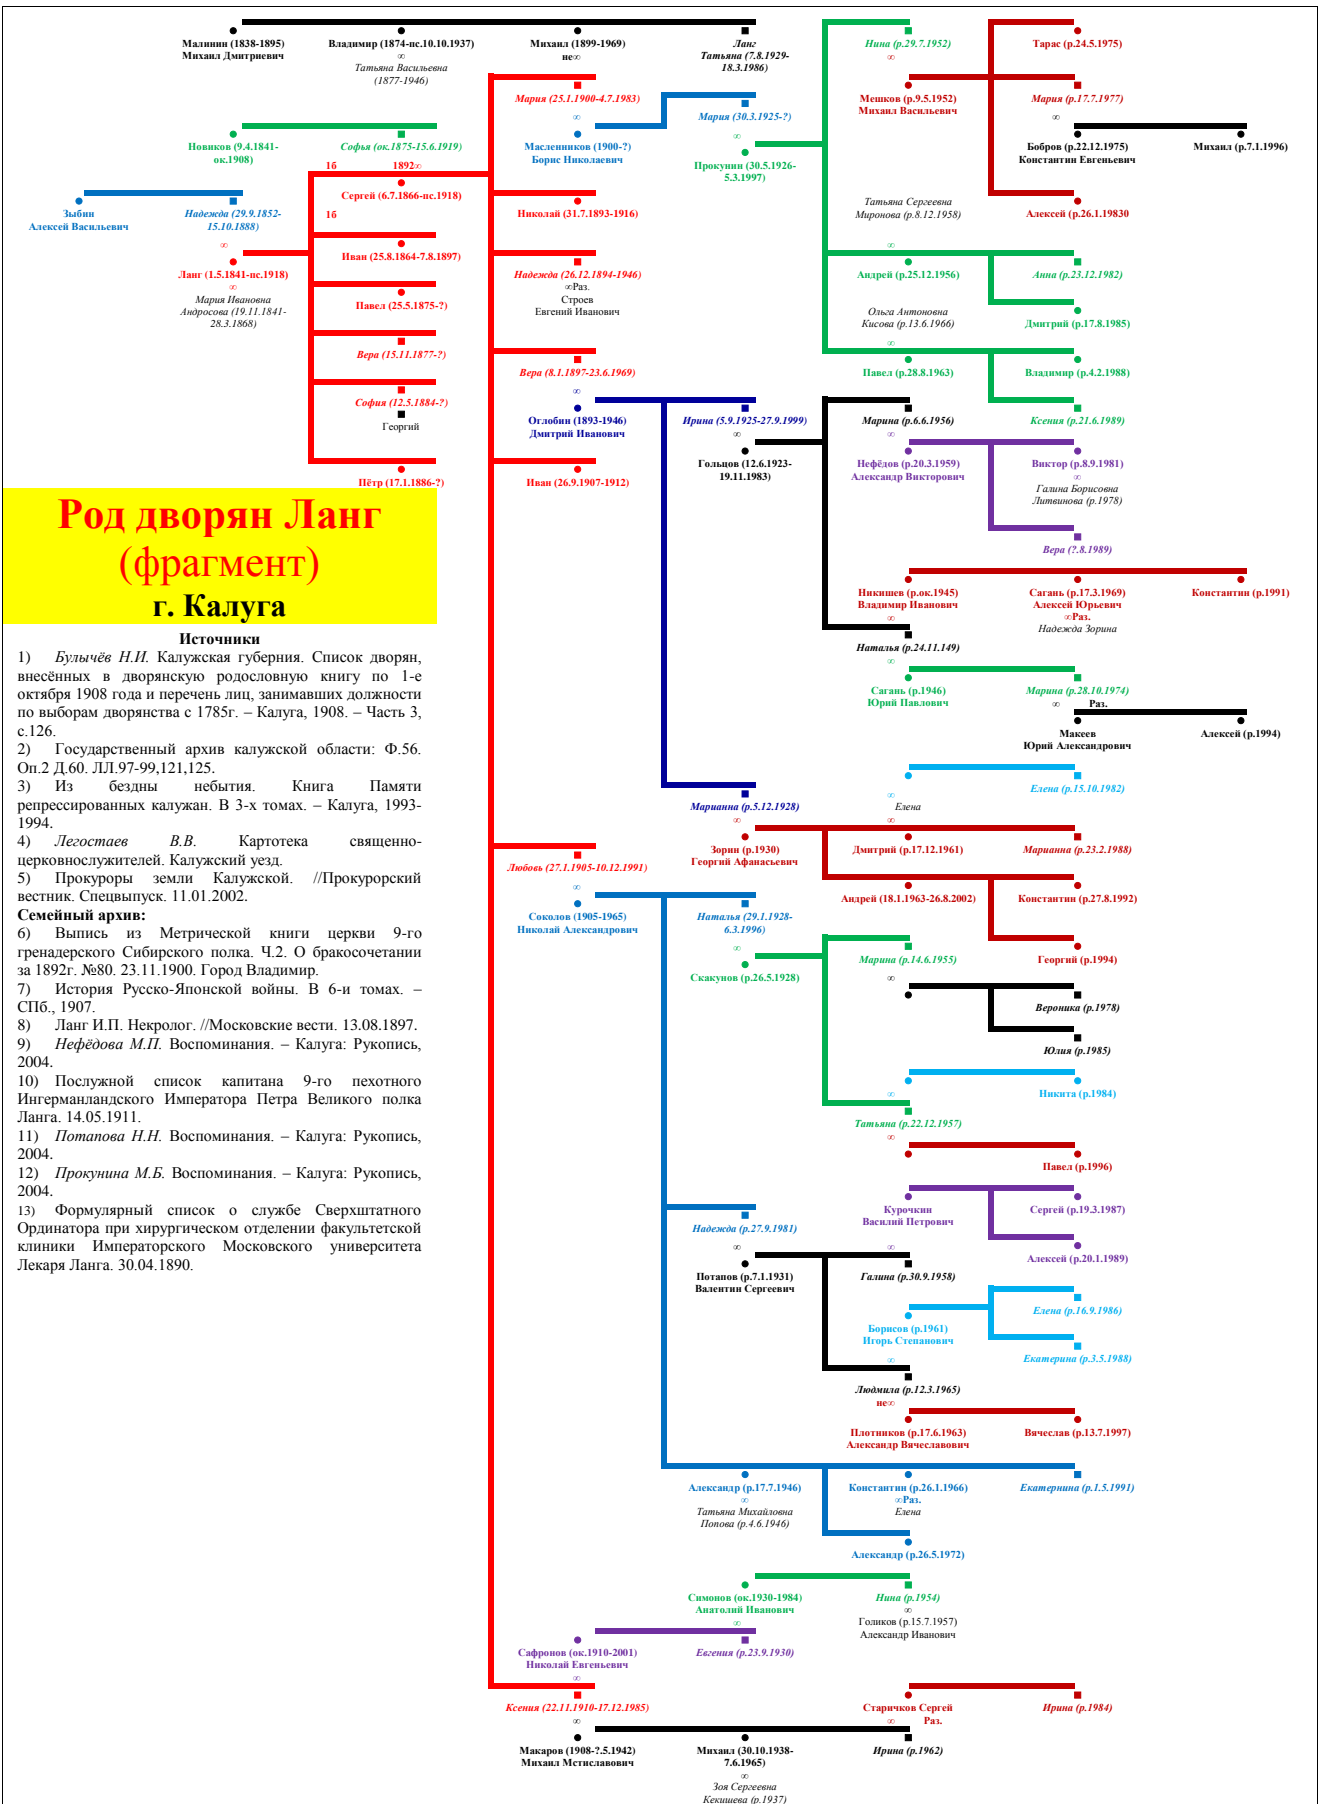 Малинин (1838-1895)
Михаил Дмитриевич
Владимир (1874-пс.10.10.1937)
∞
Татьяна Васильевна
(1877-1946)
Михаил (1899-1969)
не∞
Ланг
Татьяна (7.8.1929-
18.3.1986)
Новиков (9.4.1841-
ок.1908)
Софья (ок.1875-15.6.1919)
Зыбин
Алексей Васильевич
Надежда (29.9.1852-
15.10.1888)
∞
Ланг (1.5.1841-пс.1918)
∞
Мария Ивановна
Андросова (19.11.1841-
28.3.1868)
1б
1892∞
Сергей (6.7.1866-пс.1918)
1б
Иван (25.8.1864-7.8.1897)
Павел (25.5.1875-?)
Вера (15.11.1877-?)
София (12.5.1884-?)
Георгий
Пётр (17.1.1886-?)
Мария (25.1.1900-4.7.1983)
∞
Масленников (1900-?)
Борис Николаевич
Николай (31.7.1893-1916)
Надежда (26.12.1894-1946)
∞Раз.
Строев
Евгений Иванович
Вера (8.1.1897-23.6.1969)
∞
Оглобин (1893-1946)
Дмитрий Иванович
Иван (26.9.1907-1912)
Любовь (27.1.1905-10.12.1991)
∞
Соколов (1905-1965)
Николай Александрович
Сафронов (ок.1910-2001)
Николай Евгеньевич
∞
Ксения (22.11.1910-17.12.1985)
∞
Макаров (1908-?.5.1942)
Михаил Мстиславович
Мария (30.3.1925-?)
∞
Прокунин (30.5.1926-
5.3.1997)
Ирина (5.9.1925-27.9.1999)
∞
Гольцов (12.6.1923-
19.11.1983)
Марианна (р.5.12.1928)
∞
Зорин (р.1930)
Георгий Афанасьевич
Наталья (29.1.1928-
6.3.1996)
∞
Скакунов (р.26.5.1928)
Надежда (р.27.9.1981)
∞
Потапов (р.7.1.1931)
Валентин Сергеевич
Александр (р.17.7.1946)
∞
Татьяна Михайловна
Попова (р.4.6.1946)
Симонов (ок.1930-1984)
Анатолий Иванович
∞
Евгения (р.23.9.1930)
Михаил (30.10.1938-
7.6.1965)
∞
Зоя Сергеевна
Кекишева (р.1937)
Нина (р.29.7.1952)
∞
Мешков (р.9.5.1952)
Михаил Васильевич
Татьяна Сергеевна
Миронова (р.8.12.1958)
∞
Андрей (р.25.12.1956)
Ольга Антоновна
Кисова (р.13.6.1966)
∞
Павел (р.28.8.1963)
Марина (р.6.6.1956)
∞
Нефёдов (р.20.3.1959)
Александр Викторович
Никишев (р.ок.1945)
Владимир Иванович
∞
Наталья (р.24.11.149)
∞
Сагань (р.1946)
Юрий Павлович
∞
Елена
∞
Дмитрий (р.17.12.1961)
Андрей (18.1.1963-26.8.2002)
Марина (р.14.6.1955)
∞
∞
Татьяна (р.22.12.1957)
∞
Курочкин
Василий Петрович
∞
Галина (р.30.9.1958)
Борисов (р.1961)
Игорь Степанович
∞
Людмила (р.12.3.1965)
не∞
Плотников (р.17.6.1963)
Александр Вячеславович
Константин (р.26.1.1966)
∞Раз.
Елена
Александр (р.26.5.1972)
Нина (р.1954)
∞
Голиков (р.15.7.1957)
Александр Иванович
Старичков Сергей
∞ Раз.
Ирина (р.1962)
Тарас (р.24.5.1975)
Мария (р.17.7.1977)
∞
Бобров (р.22.12.1975)
Константин Евгеньевич
Михаил (р.7.1.1996)
Алексей (р.26.1.19830
Анна (р.23.12.1982)
Дмитрий (р.17.8.1985)
Владимир (р.4.2.1988)
Ксения (р.21.6.1989)
Виктор (р.8.9.1981)
∞
Галина Борисовна
Литвинова (р.1978)
Вера (?.8.1989)
Сагань (р.17.3.1969)
Алексей Юрьевич
∞Раз.
Надежда Зорина
Константин (р.1991)
Марина (р.28.10.1974)
∞ Раз.
Макеев
Юрий Александрович
Алексей (р.1994)
Елена (р.15.10.1982)
Марианна (р.23.2.1988)
Константин (р.27.8.1992)
Георгий (р.1994)
Вероника (р.1978)
Юлия (р.1985)
Никита (р.1984)
Павел (р.1996)
Сергей (р.19.3.1987)
Алексей (р.20.1.1989)
Елена (р.16.9.1986)
Екатерина (р.3.5.1988)
Вячеслав (р.13.7.1997)
Екатернина (р.1.5.1991)
Ирина (р.1984)
Род дворян Ланг
(фрагмент)
г. Калуга
Источники
1) Булычёв Н.И. Калужская губерния. Список дворян,
внесённых в дворянскую родословную книгу по 1-е
октября 1908 года и перечень лиц, занимавших должности
по выборам дворянства с 1785г. – Калуга, 1908. – Часть 3,
с.126.
2) Государственный архив калужской области: Ф.56.
Оп.2 Д.60. ЛЛ.97-99,121,125.
3) Из бездны небытия. Книга Памяти
репрессированных калужан. В 3-х томах. – Калуга, 1993-
1994.
4) Легостаев В.В. Картотека священно-
церковнослужителей. Калужский уезд.
5) Прокуроры земли Калужской. //Прокурорский
вестник. Спецвыпуск. 11.01.2002.
Семейный архив:
6) Выпись из Метрической книги церкви 9-го
гренадерского Сибирского полка. Ч.2. О бракосочетании
за 1892г. №80. 23.11.1900. Город Владимир.
7) История Русско-Японской войны. В 6-и томах. –
СПб., 1907.
8) Ланг И.П. Некролог. //Московские вести. 13.08.1897.
9) Нефёдова М.П. Воспоминания. – Калуга: Рукопись,
2004.
10) Послужной список капитана 9-го пехотного
Ингерманландского Императора Петра Великого полка
Ланга. 14.05.1911.
11) Потапова Н.Н. Воспоминания. – Калуга: Рукопись,
2004.
12) Прокунина М.Б. Воспоминания. – Калуга: Рукопись,
2004.
13) Формулярный список о службе Сверхштатного
Ординатора при хирургическом отделении факультетской
клиники Императорского Московского университета
Лекаря Ланга. 30.04.1890.